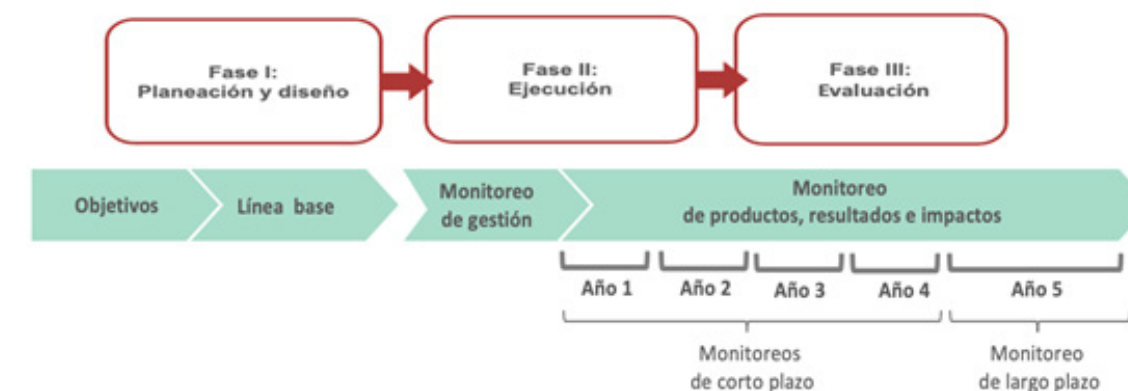 Fase I:
Planeación y diseño
Fase II:
Ejecución
Fase III:
Evaluación
Objetivos
Línea base
Monitoreo
de gestión
Monitoreo
de productos, resultados e impactos
Año 1
Año 2
Año 3
Año 4
Año 5
Monitoreos
de corto plazo
Monitoreo
de largo plazo